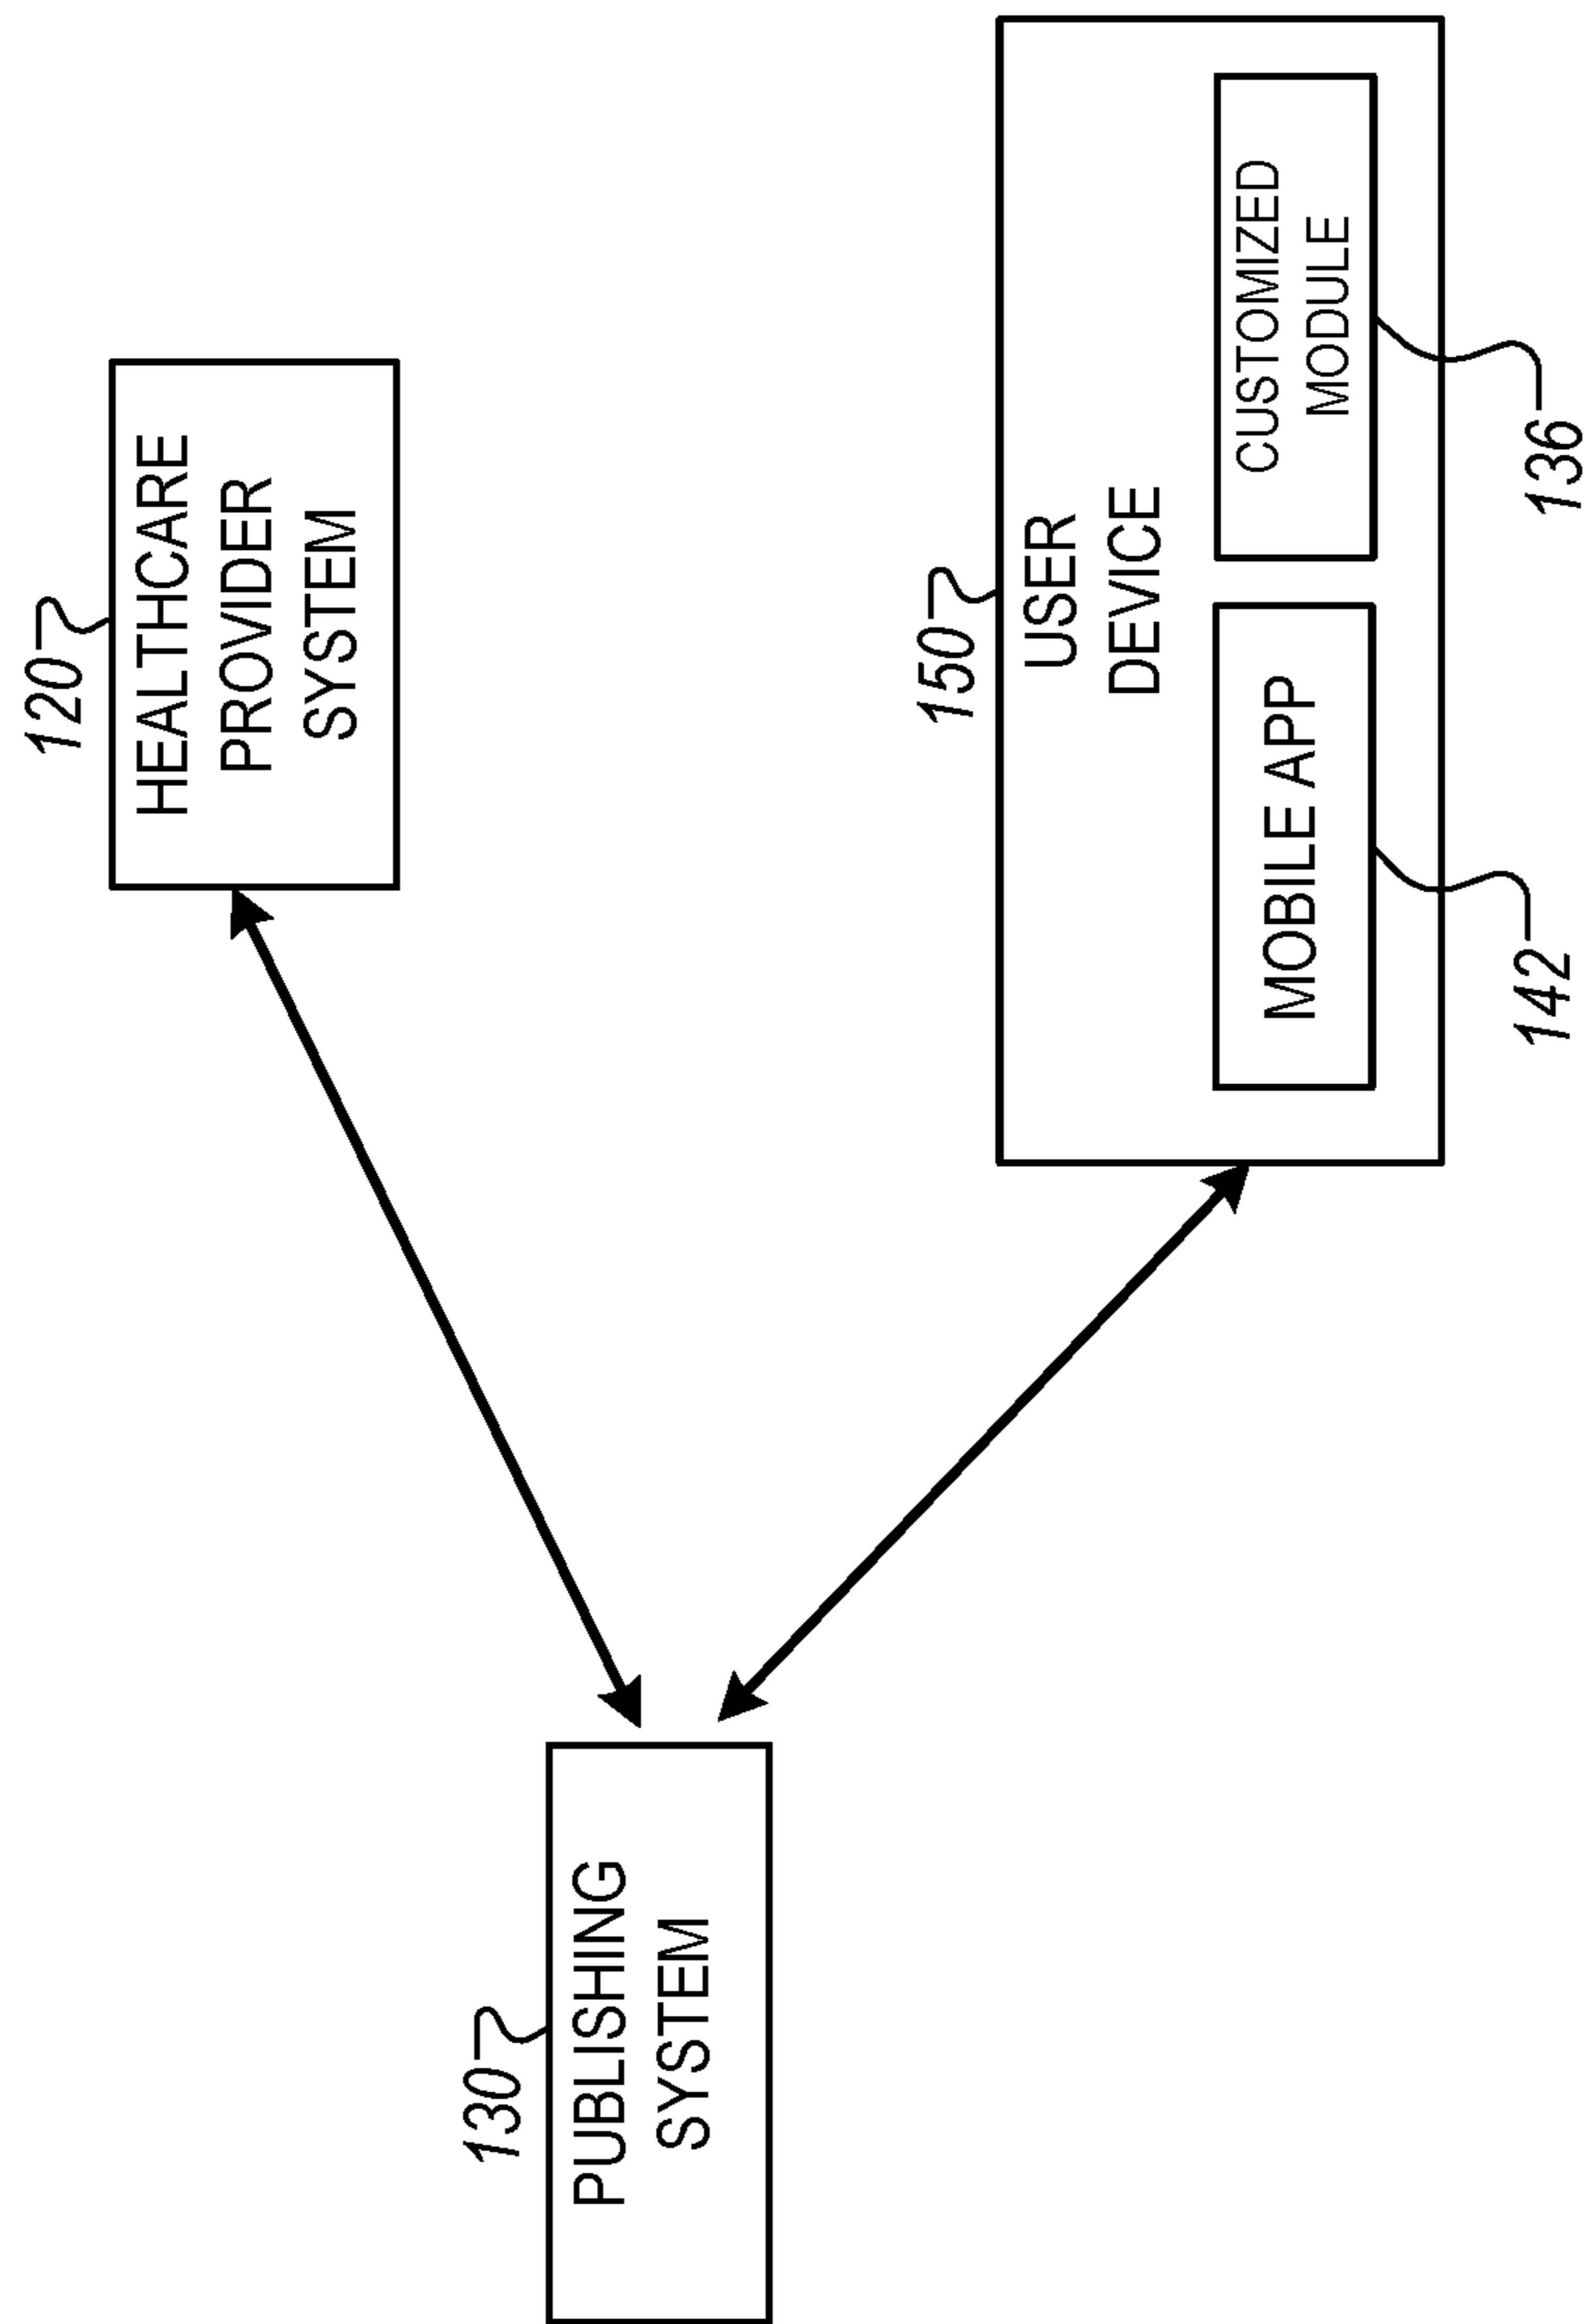 120
HEALTHCARE
PROVIDER
SYSTEM
130
PUBLISHING
SYSTEM
150
USER
DEVICE
MOBILE APP
CUSTOMIZED
MODULE
142
136